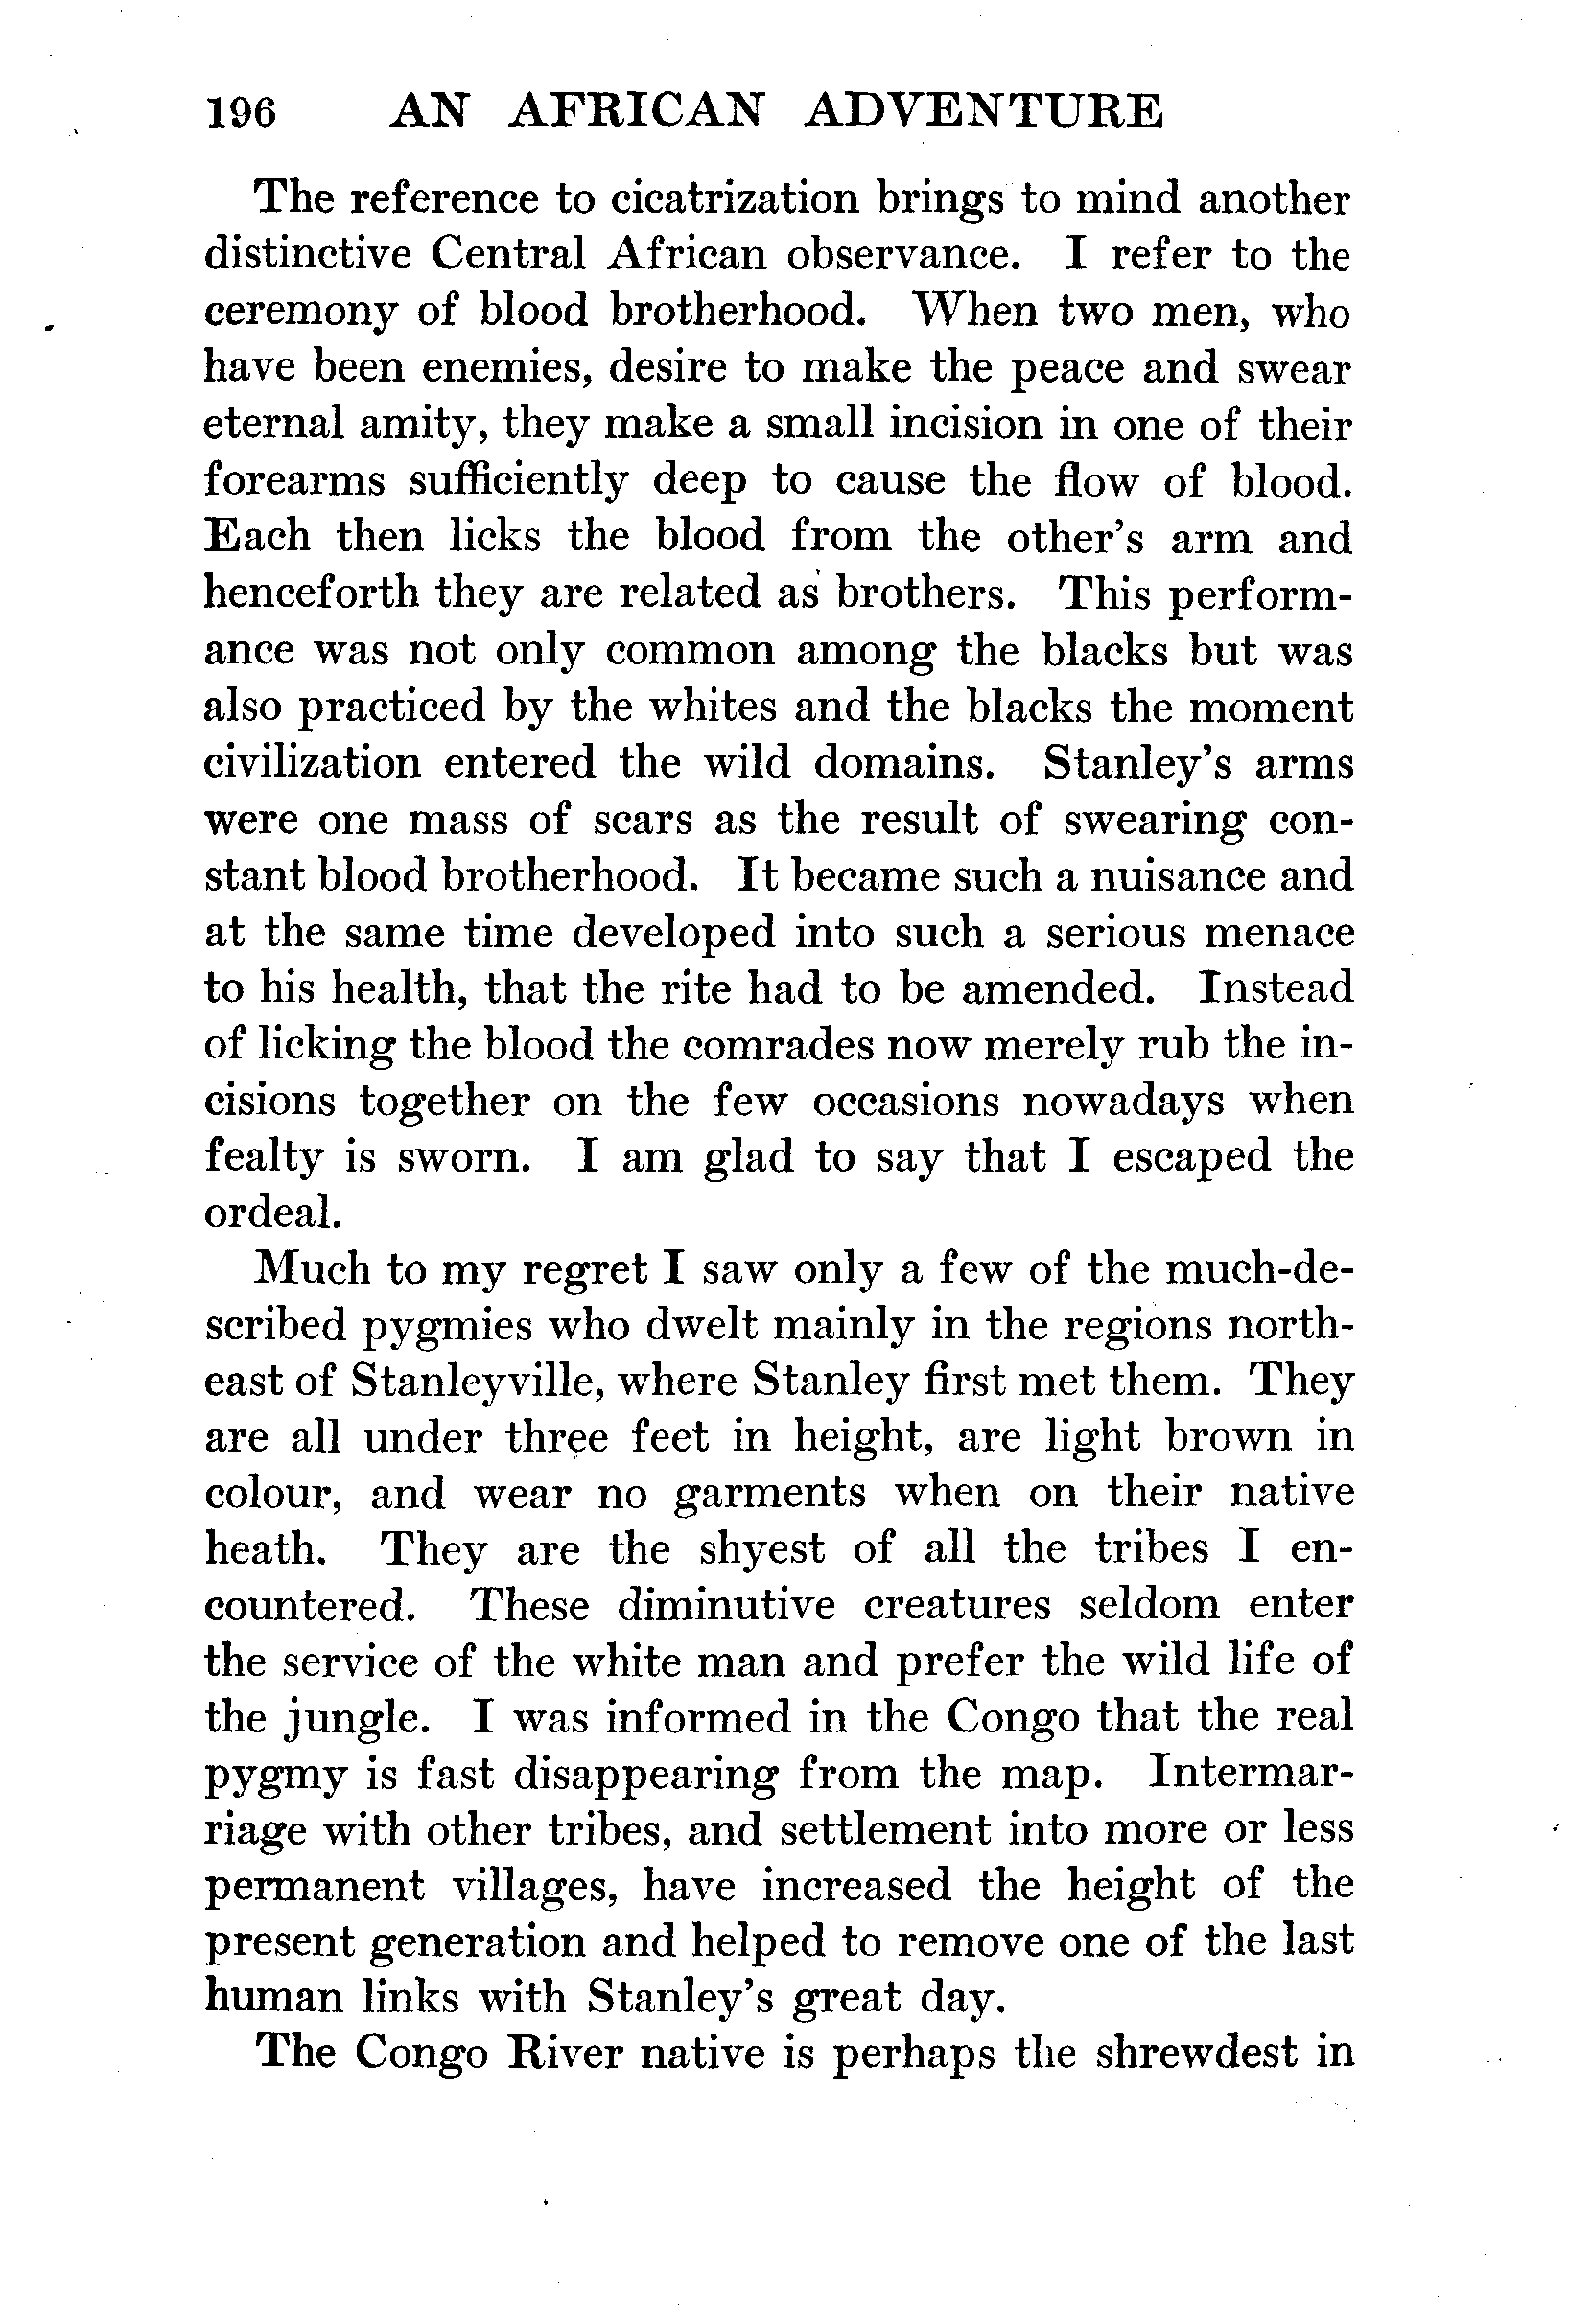 196 AN AFRICAN ADVENTURE
The reference to cicatrization brings to mind another
distinctive Central African observance. I refer to the
ceremony of blood brotherhood. When two men, who
have been enemies, desire to make the peace and swear
eternal amity, they make a small incision in one of their
forearms sufficiently deep to cause the flow of blood.
Each then licks the blood from the other's arm and
henceforth they are related as brothers. This perform-
ance was not only common among the blacks but was
also practiced by the whites and the blacks the moment
civilization entered the wild domains. Stanley's arms
were one mass of scars as the result of swearing con-
stant blood brotherhood. It became such a nuisance and
at the same time developed into such a serious menace
to his health, that the rite had to be amended. Instead
of licking the blood the comrades now merely rub the in-
cisions together on the few occasions nowadays when
fealty is sworn. I am glad to say that I escaped the
ordeal.
Much to my regret I saw only a few of the much-de-
scribed pygmies who dwelt mainly in the regions north-
east of Stanleyville, where Stanley first met them. They
are all under three feet in height, are light brown in
colour, and wear no garments when on their native
heath. They are the shyest of all the tribes I en-
countered. These diminutive creatures seldom enter
the service of the white man and prefer the wild life of
the jungle. I was informed in the Congo that the real
pygmy is fast disappearing from the map. Intermar-
riage with other tribes, and settlement into more or less
permanent villages, have increased the height of the
present generation and helped to remove one of the last
human links with Stanley's great day.
The Congo River native is perhaps the shrewdest in